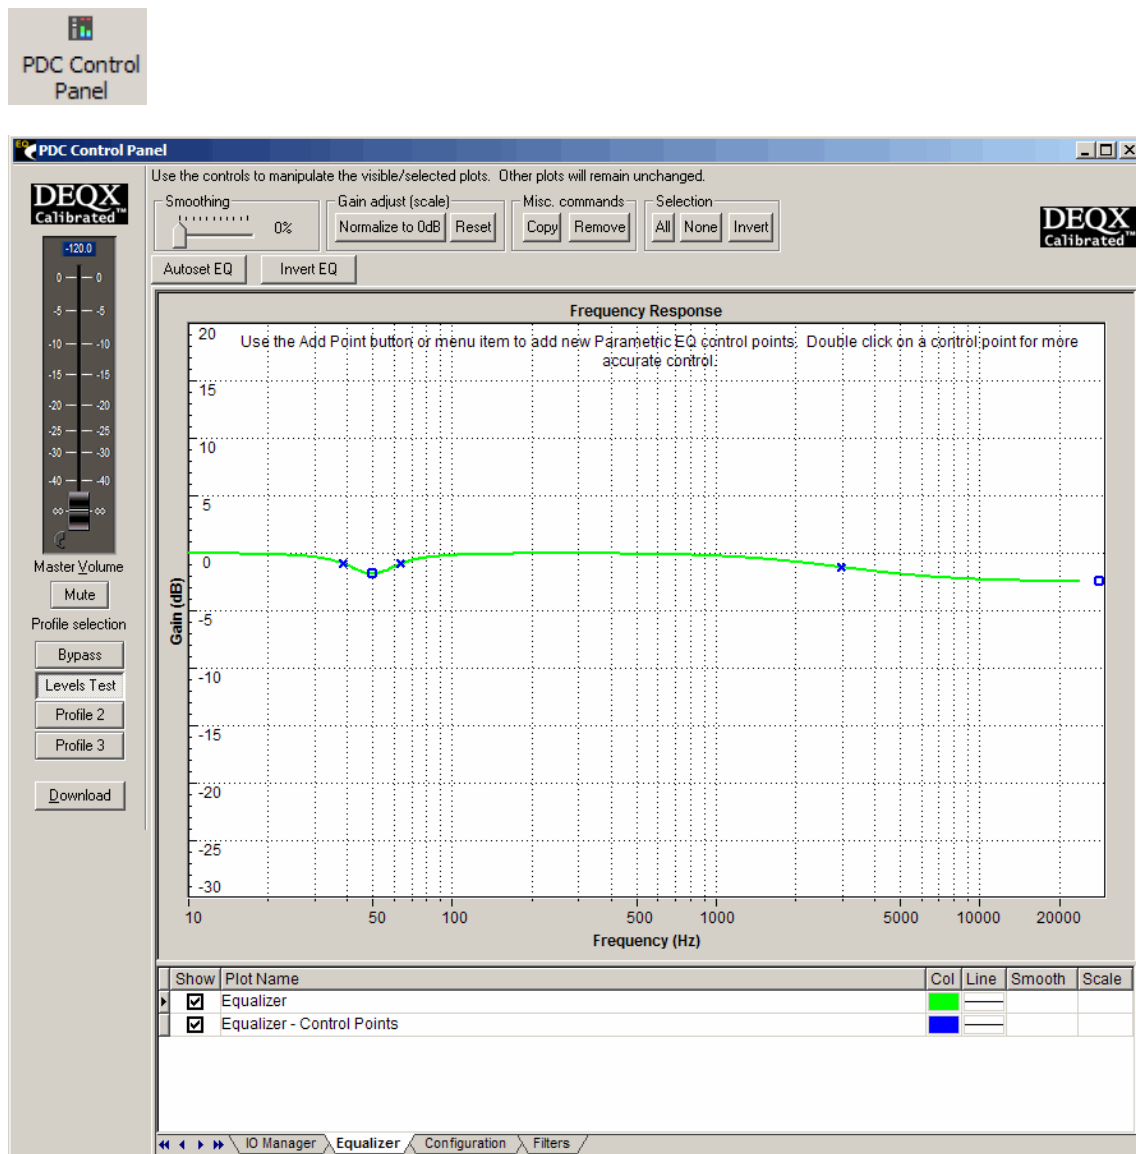 PDC Control
Panel
EQ PDC Control Panel
Use the controls to manipulate the visible/selected plots. Other plots will remain unchanged.
DEQX
Calibrated™
Smoothing
0%
Gain adjust (scale)
Normalize to 0dB Reset
Misc. commands
Copy Remove
Selection
All None Invert
DEQX
Calibrated™
Autoset EQ Invert EQ
-120.0
0 0
-5 -5
-10 -10
-15 -15
-20 -20
-25 -25
-30 -30
-40 -40
∞ ∞
Master Volume
Mute
Profile selection
Bypass
Levels Test
Profile 2
Profile 3
Download
Frequency Response
Use the Add Point button or menu item to add new Parametric EQ control points. Double click on a control point for more
accurate control.
20
15
10
5
0
-5
-10
-15
-20
-25
-30
Gain (dB)
10 50 100 500 1000 5000 10000 20000
Frequency (Hz)
Show Plot Name Col Line Smooth Scale
Equalizer
Equalizer - Control Points
IO Manager Equalizer Configuration Filters